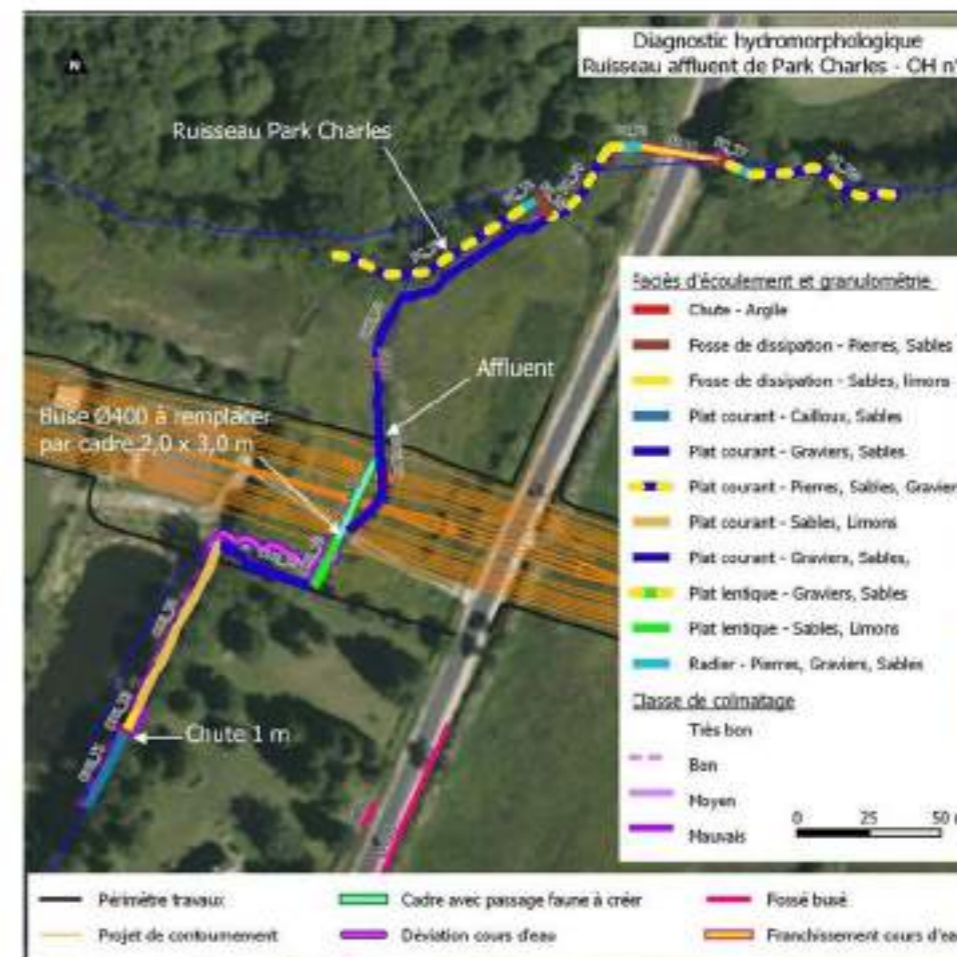 N
Diagnostic hydromorphologique
Ruisseau affluent de Park Charles - OH n°
Ruisseau Park Charles
Affluent
Buse Ø400 à remplacer
par cadre 2,0 x 3,0 m
Chute 1 m
Faciès d'écoulement et granulométrie
Chute - Argile
Fosse de dissipation - Pierres, Sables
Fosse de dissipation - Sables, limons
Plat courant - Cailloux, Sables
Plat courant - Graviers, Sables
Plat courant - Pierres, Sables, Gravier
Plat courant - Sables, Limons
Plat courant - Graviers, Sables,
Plat lentique - Graviers, Sables
Plat lentique - Sables, Limons
Radier - Pierres, Graviers, Sables
Classe de colmatage
Très bon
Bon
Moyen
Mauvais
0 25 50
Périmètre travaux
Cadre avec passage faune à créer
Fossé busé
Projet de contournement
Déviation cours d'eau
Franchissement cours d'ea